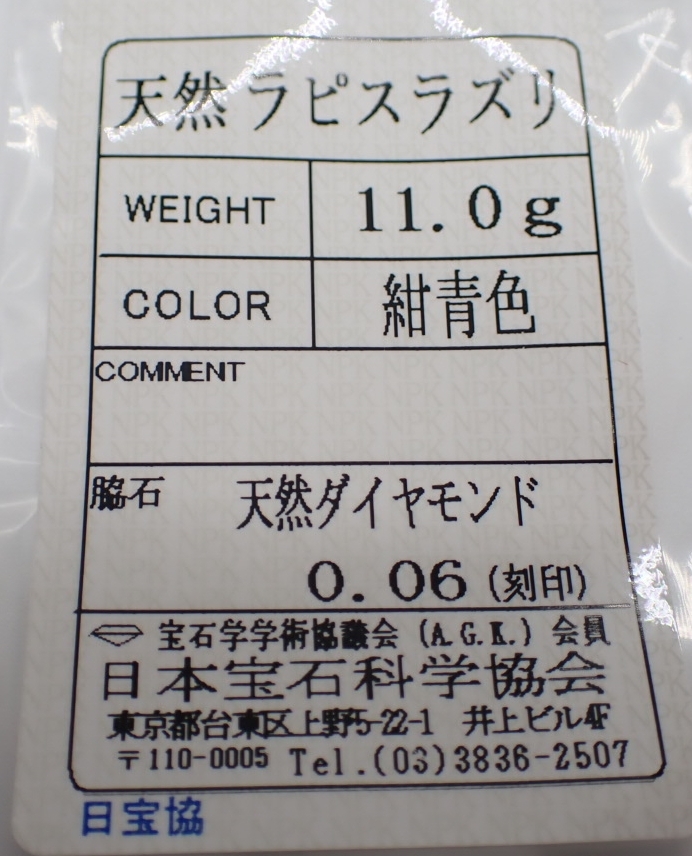 天然 ラピスラズリ
WEIGHT 11.0g
COLOR 紺青色
COMMENT
脇石 天然ダイヤモンド
0.06 (刻印)
宝石学学術協議会 (A.G.K.) 会員
日本宝石科学協会
東京都台東区上野5-22-1 井上ビル4F
〒110-0005 Tel.(03)3836-2507
日宝協